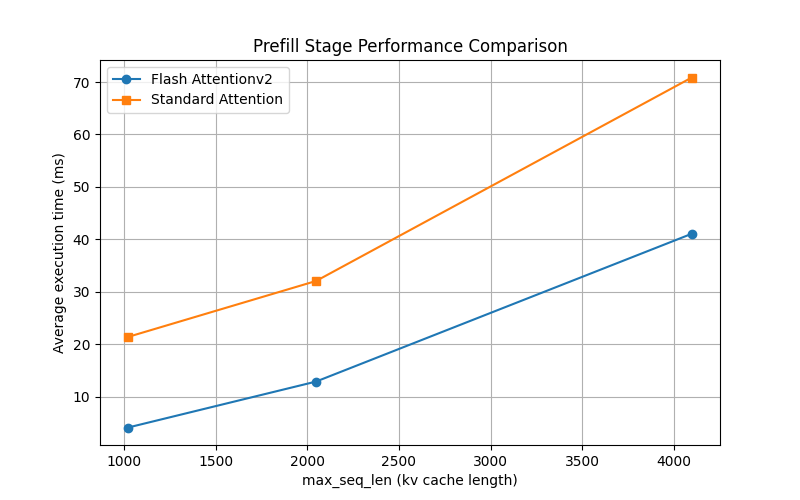 Prefill Stage Performance Comparison
Flash Attentionv2
Standard Attention
Average execution time (ms)
70
60
50
40
30
20
10
1000
1500
2000
2500
3000
3500
4000
max_seq_len (kv cache length)